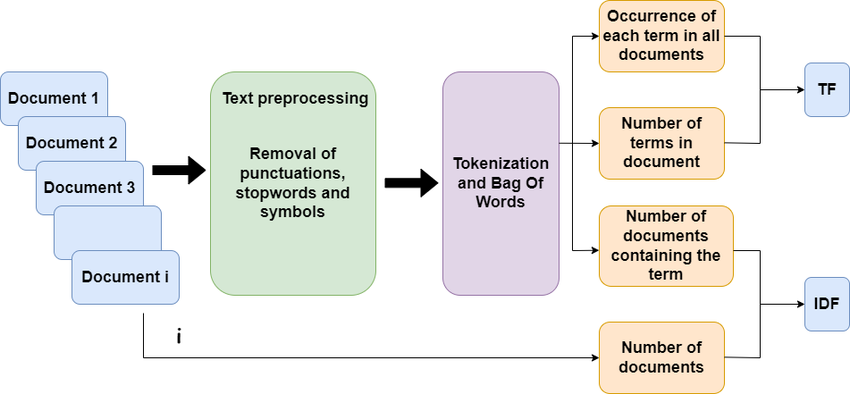 Document 1
Document 2
Document 3
Document i
Text preprocessing
Removal of
punctuations,
stopwords and
symbols
Tokenization
and Bag Of
Words
Occurrence of
each term in all
documents
Number of
terms in
document
Number of
documents
containing the
term
i
Number of
documents
TF
IDF